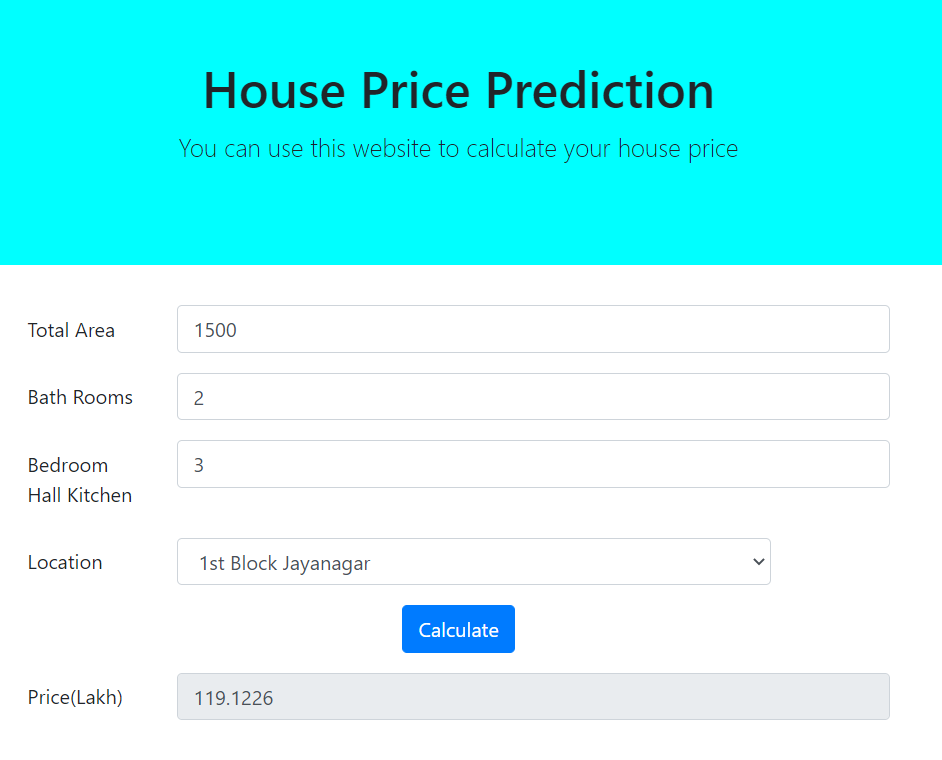 House Price Prediction
You can use this website to calculate your house price
Total Area
1500
Bath Rooms
2
Bedroom
Hall Kitchen
3
Location
1st Block Jayanagar
Calculate
Price(Lakh)
119.1226